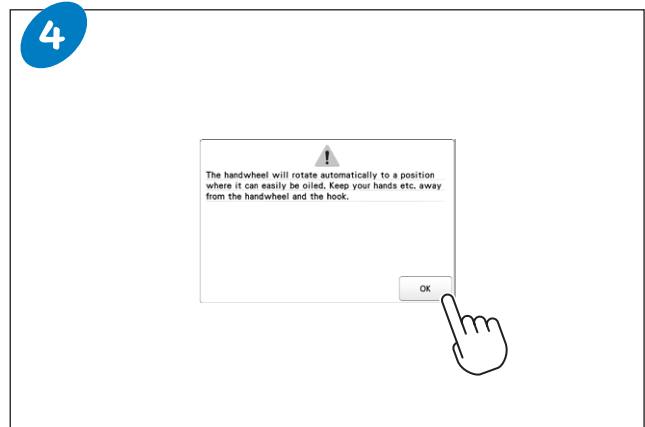 4
The handwheel will rotate automatically to a position
where it can easily be oiled. Keep your hands etc. away
from the handwheel and the hook.
OK